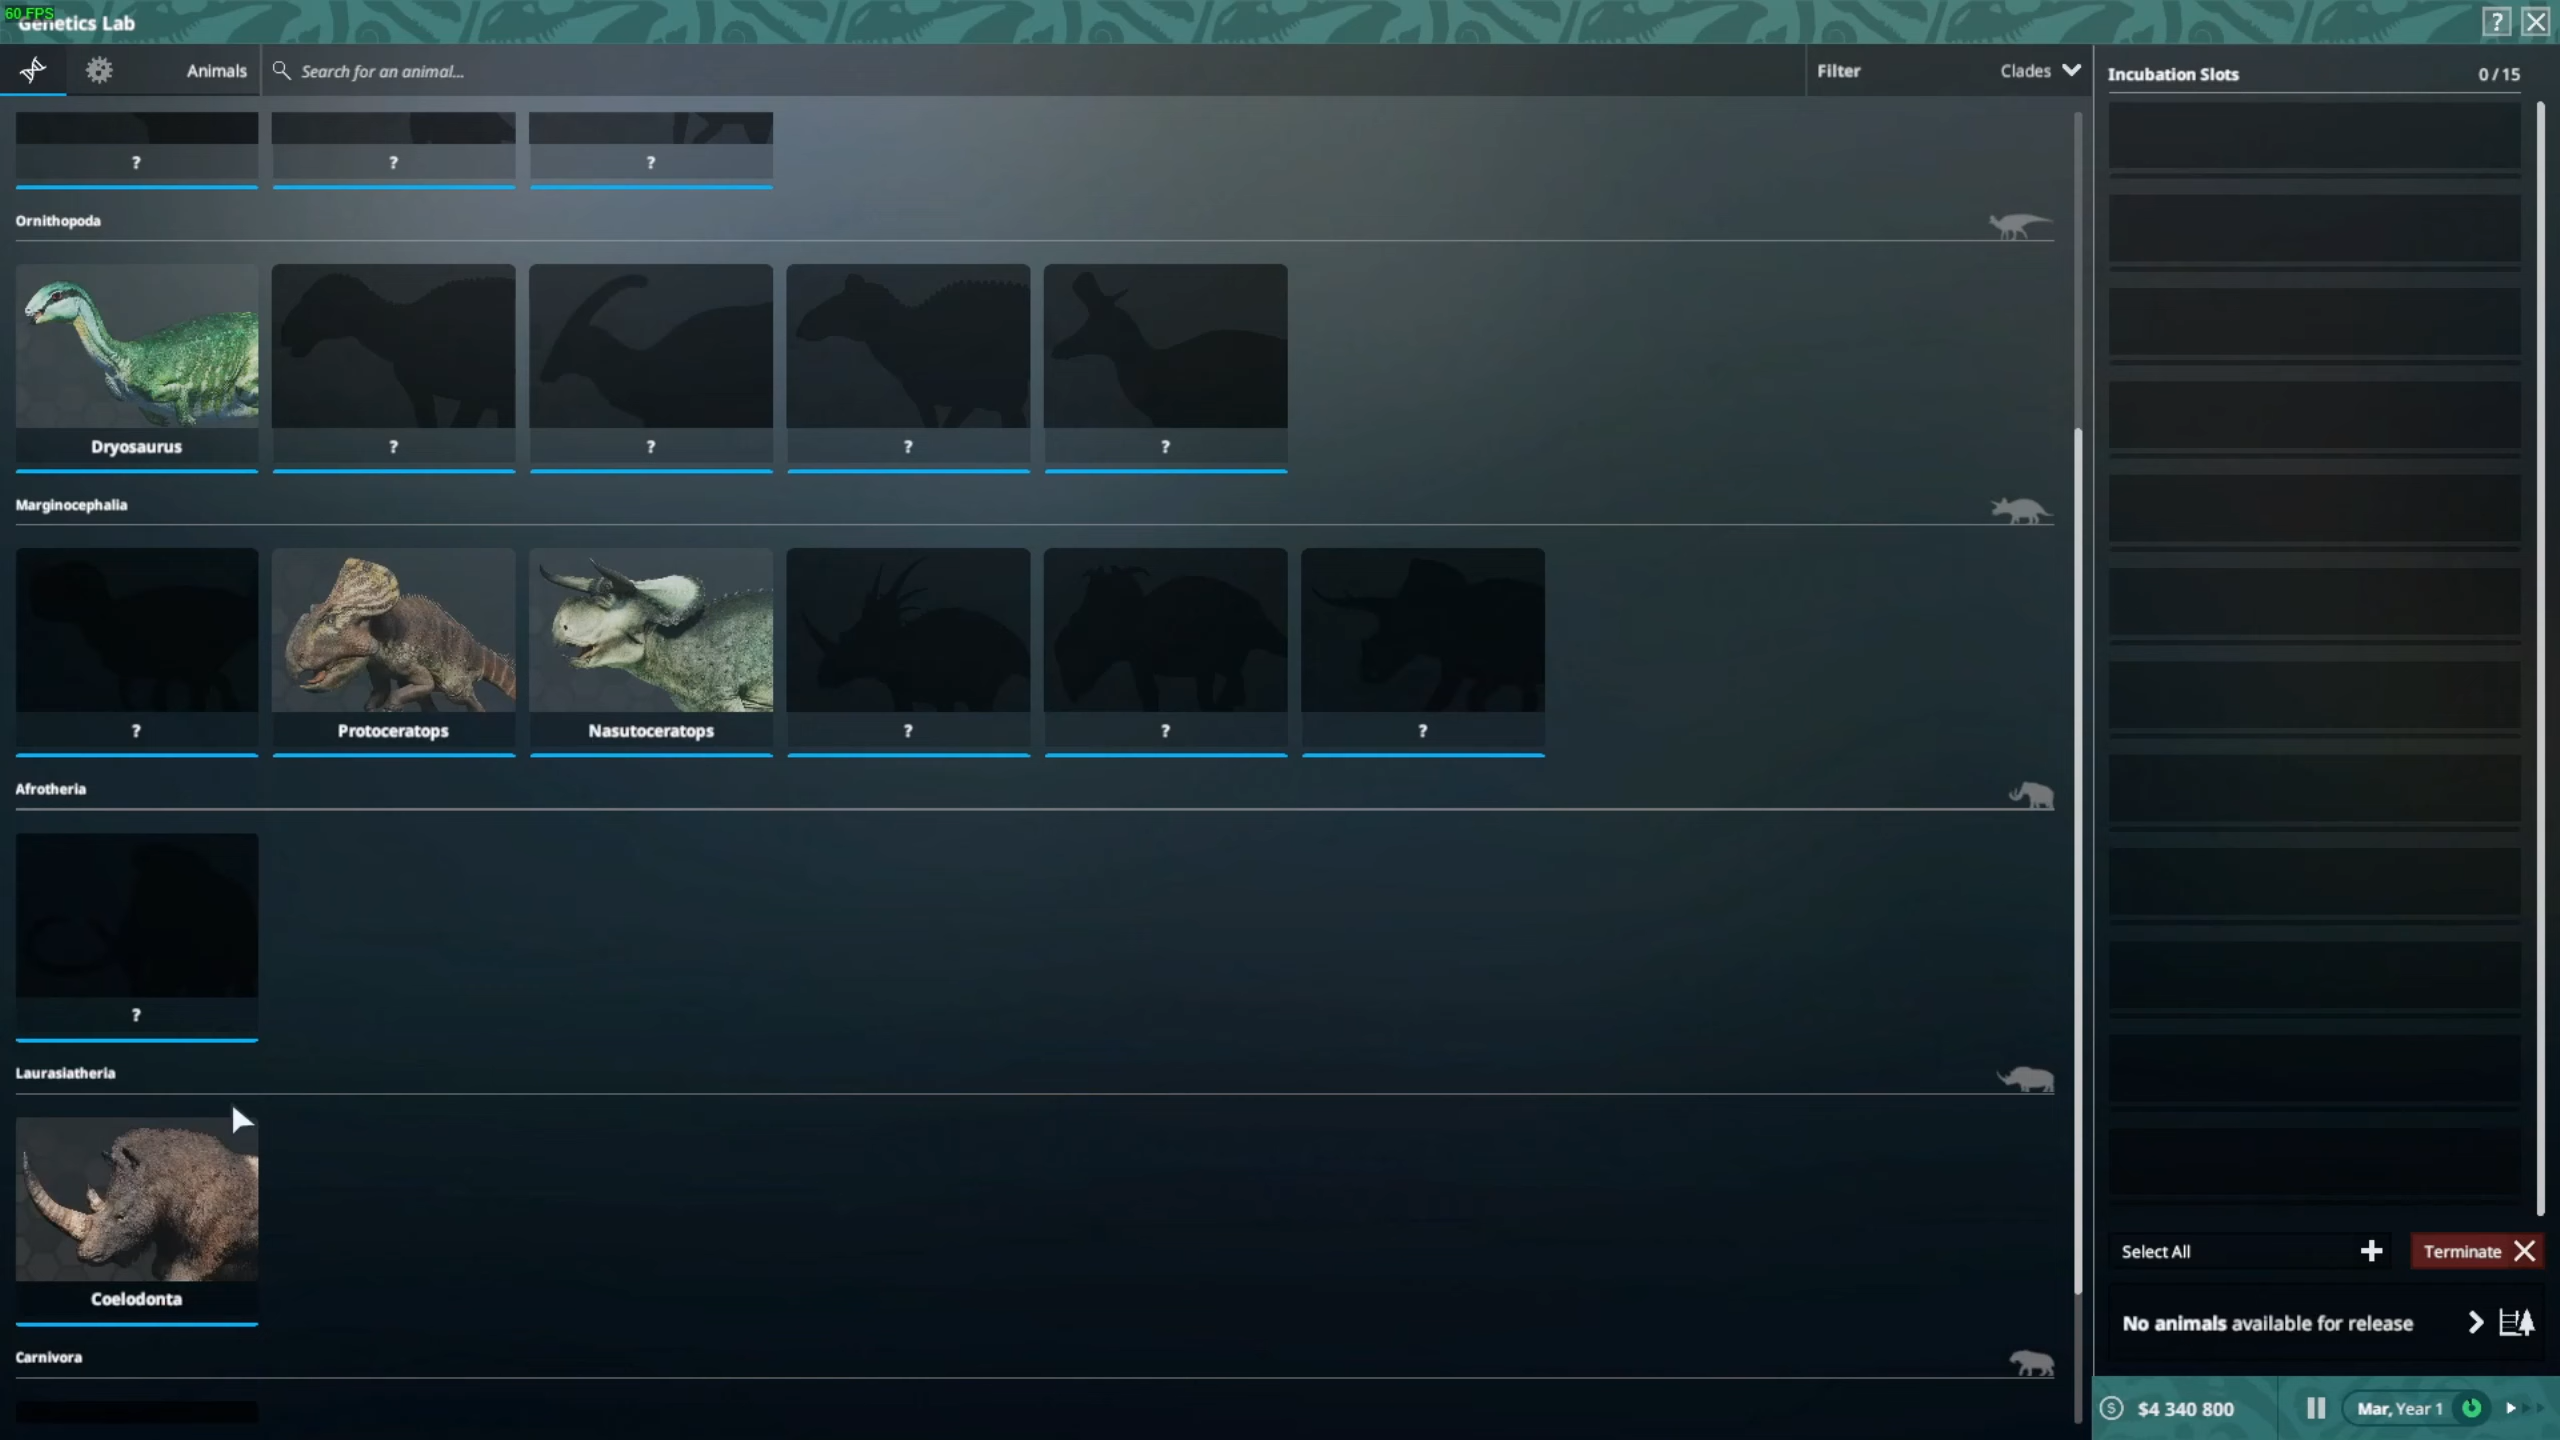 60 FPS
Genetics Lab
?
Animals
Search for an animal...
Filter
Clades
Incubation Slots
0 / 15
? ? ?
Ornithopoda
Dryosaurus ? ? ? ?
Marginocephalia
? Protoceratops Nasutoceratops ? ? ?
Afrotheria
?
Laurasiatheria
Coelodonta
Carnivora
Select All
Terminate
No animals available for release
$4 340 800
Mar, Year 1